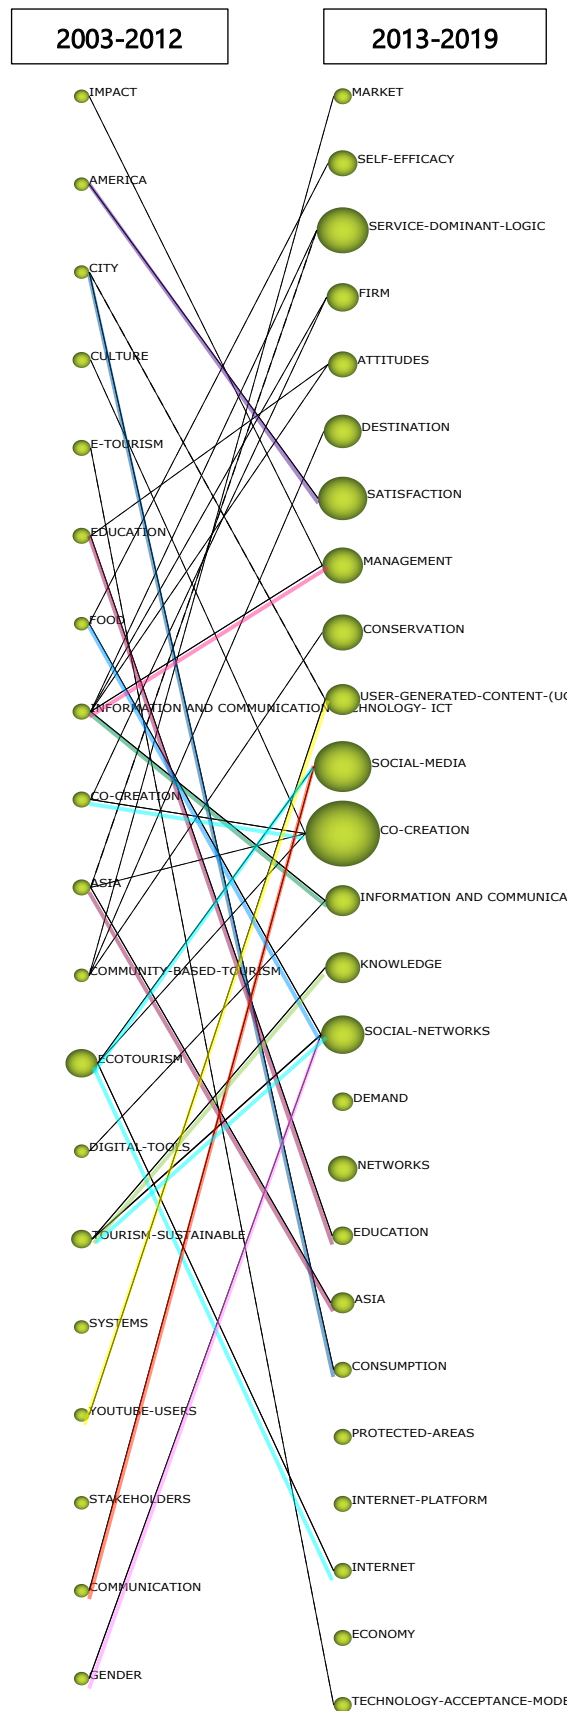 2003-2012
2013-2019
IMPACT
AMERICA
CITY
CULTURE
E-TOURISM
EDUCATION
FOOD
INFORMATION AND COMMUNICATION TECHNOLOGY- ICT
CO-CREATION
ASIA
COMMUNITY-BASED-TOURISM
ECOTOURISM
DIGITAL-TOOLS
TOURISM-SUSTAINABLE
SYSTEMS
YOUTUBE-USERS
STAKEHOLDERS
COMMUNICATION
GENDER
MARKET
SELF-EFFICACY
SERVICE-DOMINANT-LOGIC
FIRM
ATTITUDES
DESTINATION
SATISFACTION
MANAGEMENT
CONSERVATION
USER-GENERATED-CONTENT-(UG
SOCIAL-MEDIA
CO-CREATION
INFORMATION AND COMMUNICA
KNOWLEDGE
SOCIAL-NETWORKS
DEMAND
NETWORKS
EDUCATION
ASIA
CONSUMPTION
PROTECTED-AREAS
INTERNET-PLATFORM
INTERNET
ECONOMY
TECHNOLOGY-ACCEPTANCE-MODE